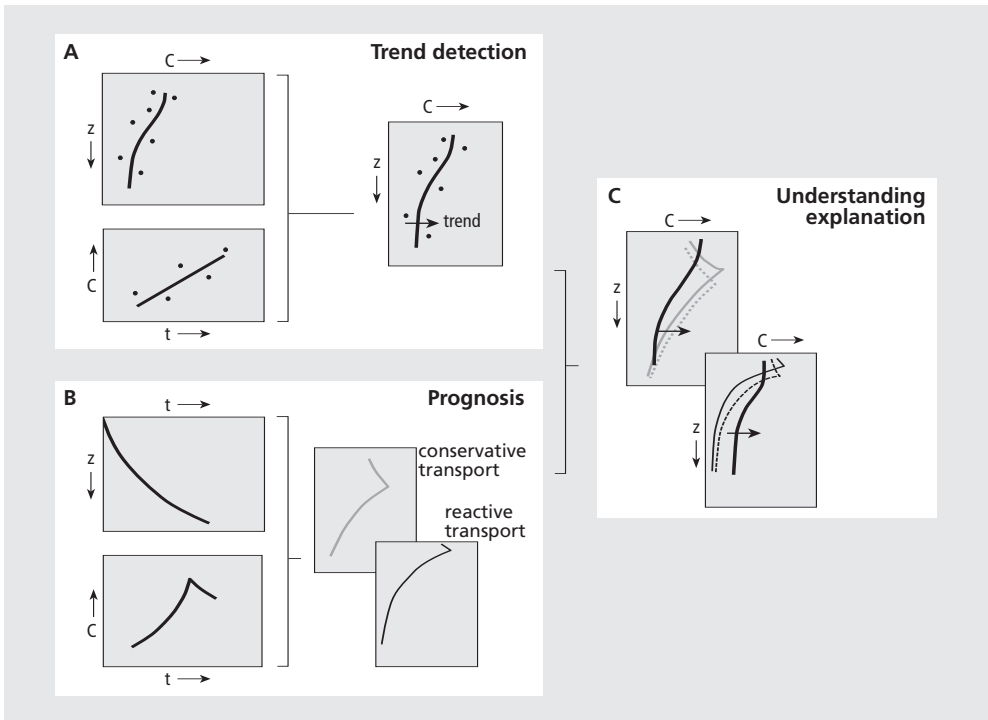 A
Trend detection
C
z
C
t
C
z
trend
B
Prognosis
t
z
C
t
conservative
transport
reactive
transport
C
Understanding
explanation
C
z
C
z